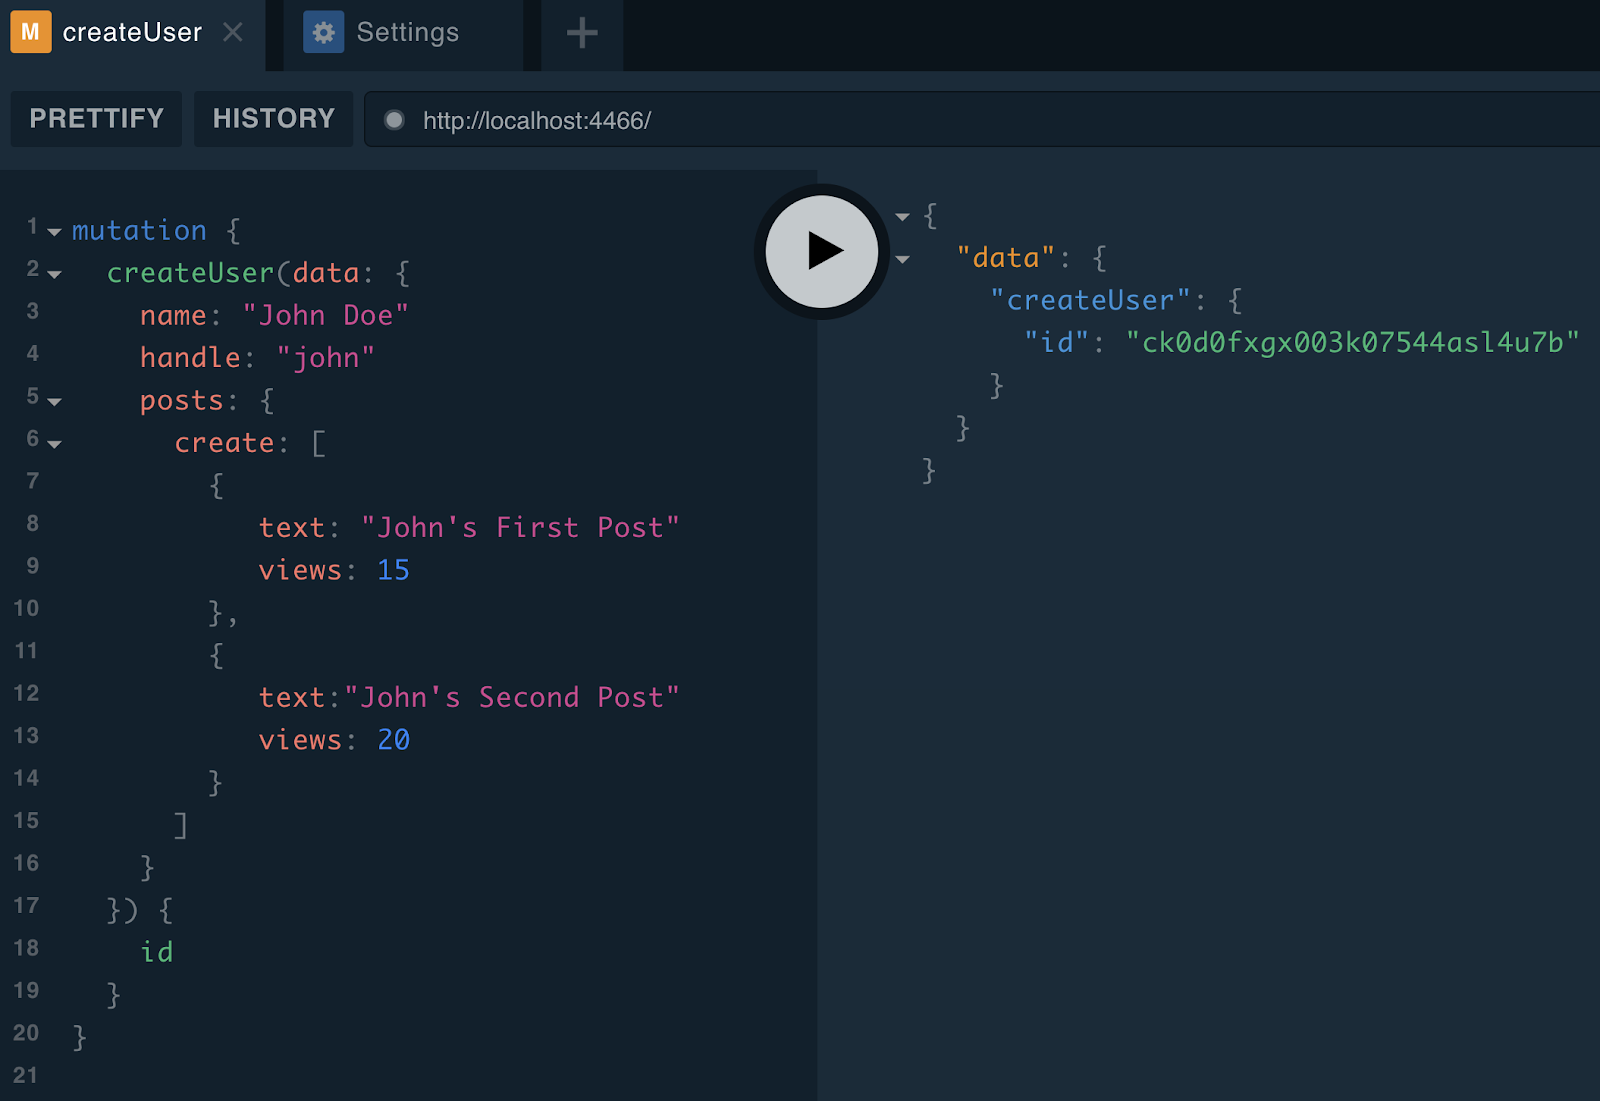 M createUser Settings
PRETTIFY HISTORY http://localhost:4466/
1 mutation {
2 createUser(data: {
3 name: "John Doe"
4 handle: "john"
5 posts: {
6 create: [
7 {
8 text: "John's First Post"
9 views: 15
10 },
11 {
12 text:"John's Second Post"
13 views: 20
14 }
15 ]
16 }
17 }) {
18 id
19 }
20 }
21
{
"data": {
"createUser": {
"id": "ck0d0fxgx003k07544asl4u7b"
}
}
}